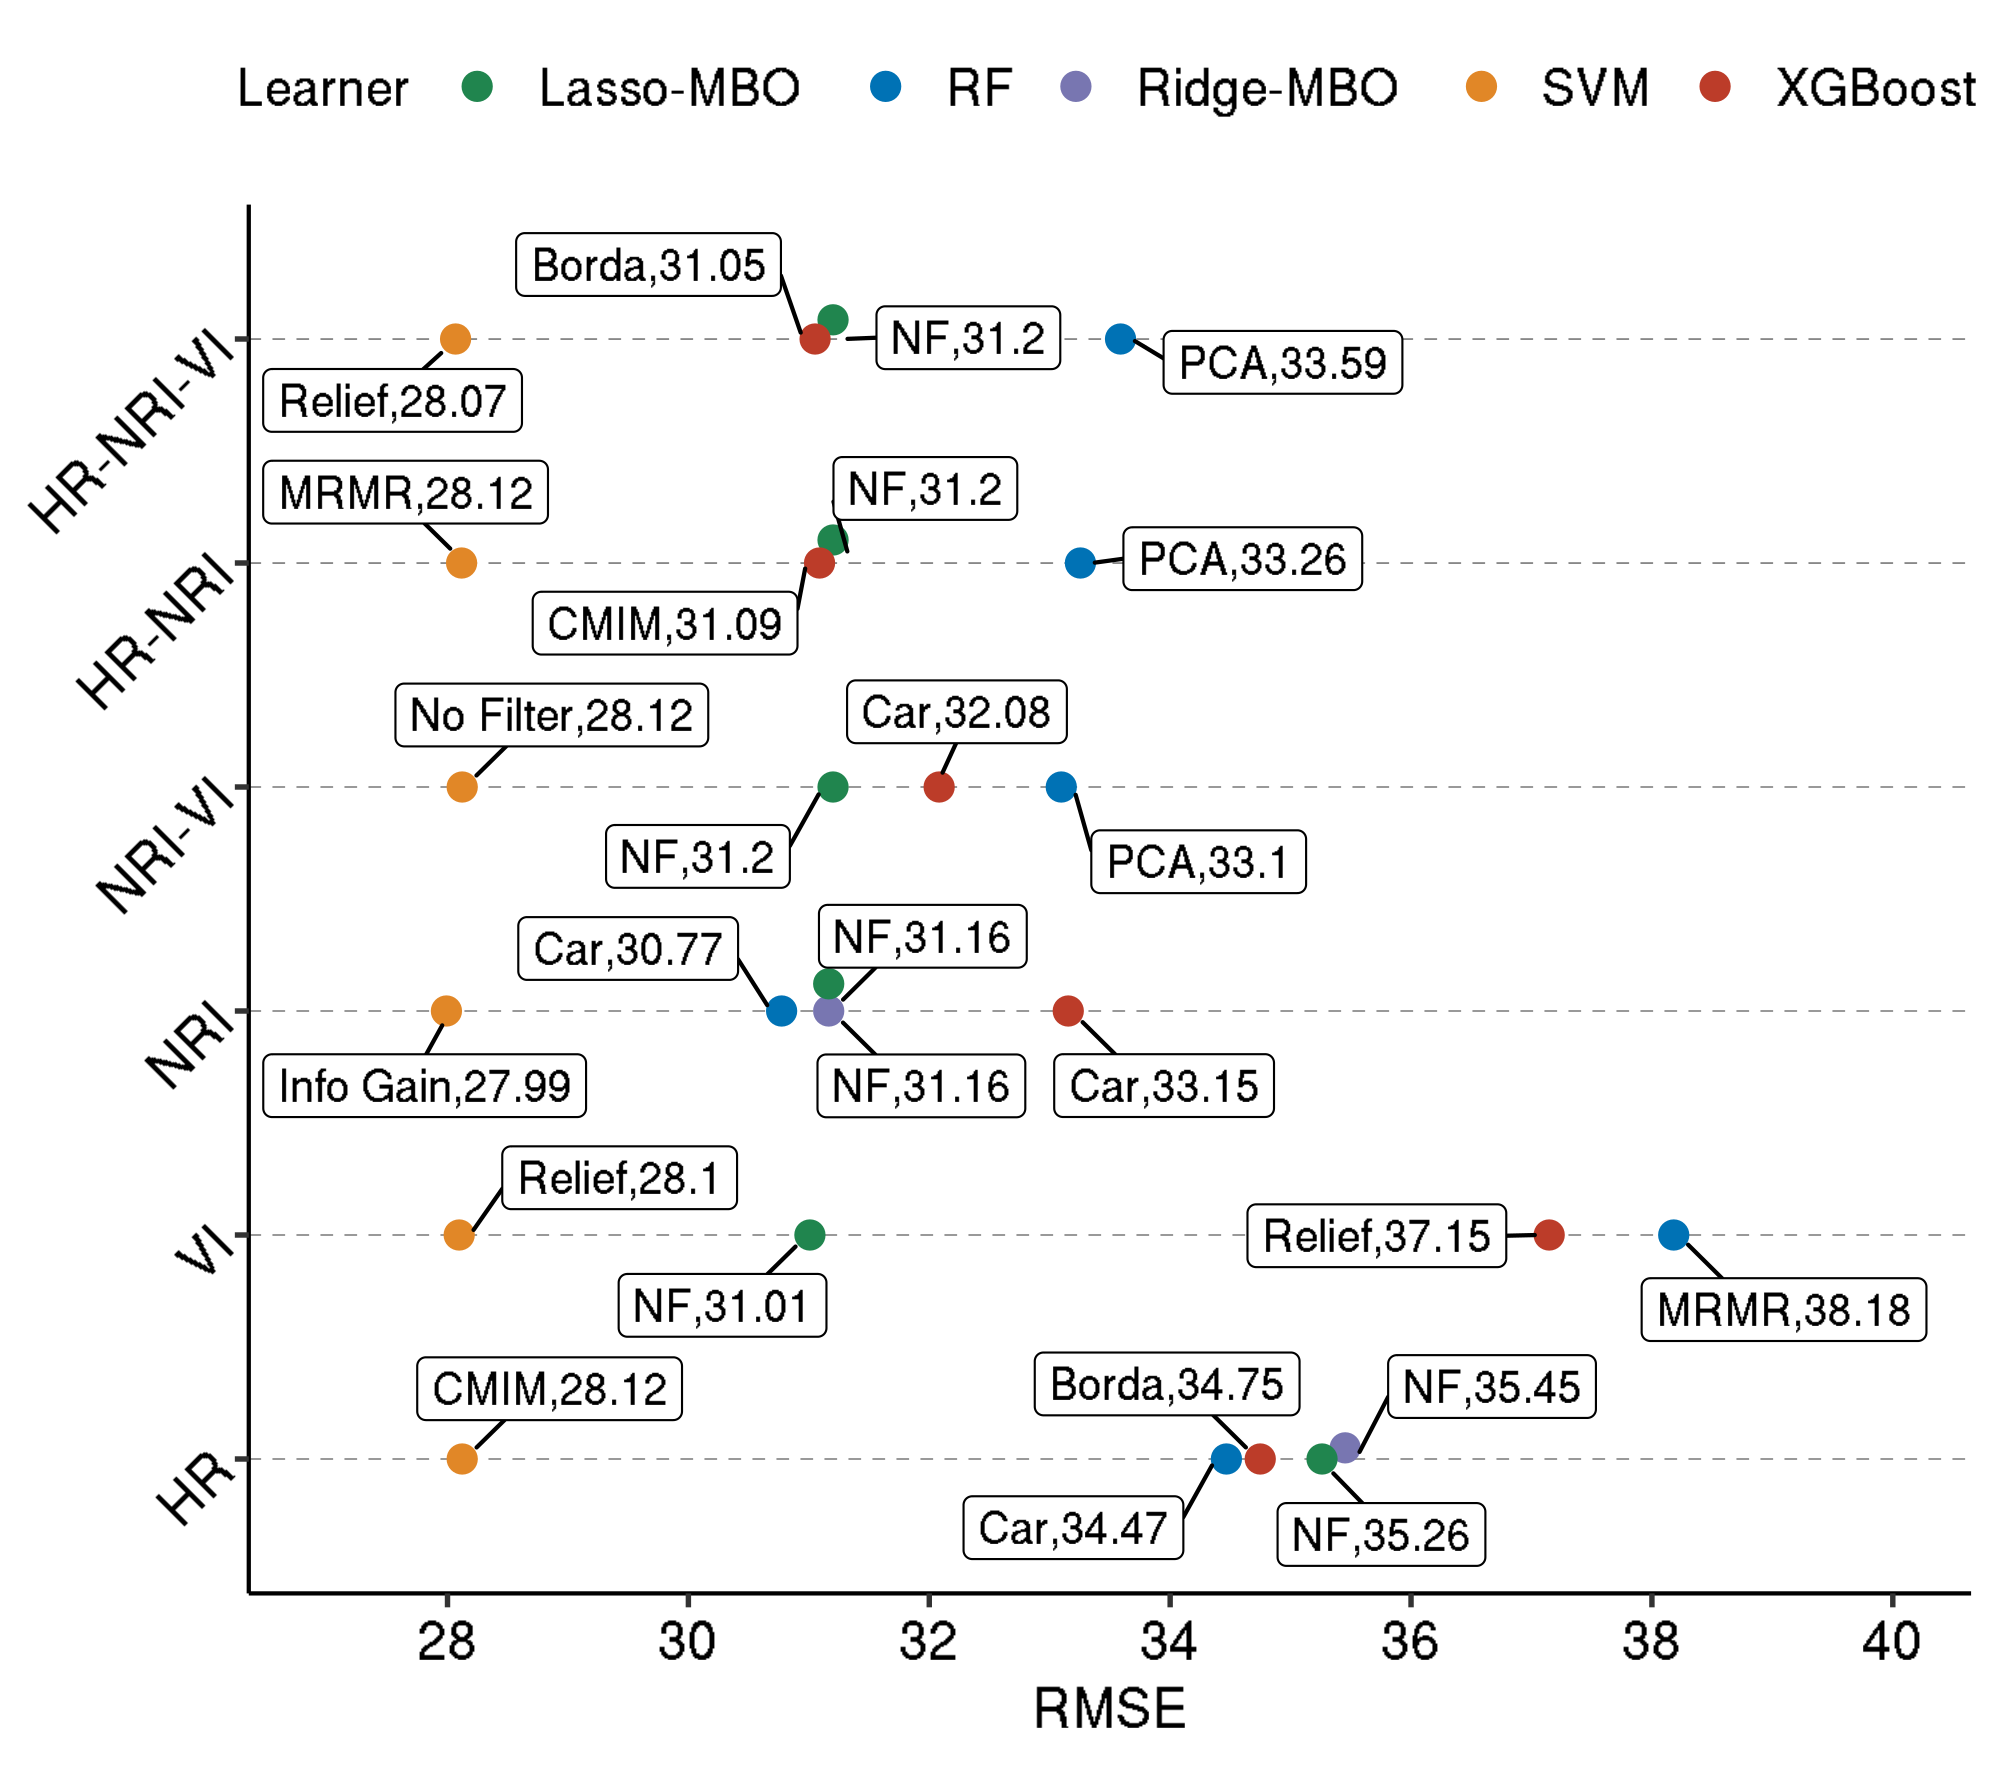 Learner Lasso-MBO RF Ridge-MBO SVM XGBoost
HR-NRI-VI
Borda,31.05
NF,31.2
PCA,33.59
Relief,28.07
HR-NRI
MRMR,28.12
NF,31.2
PCA,33.26
CMIM,31.09
NRI-VI
No Filter,28.12
Car,32.08
NF,31.2
PCA,33.1
NRI
Car,30.77
NF,31.16
Info Gain,27.99
NF,31.16
Car,33.15
VI
Relief,28.1
Relief,37.15
NF,31.01
MRMR,38.18
HR
CMIM,28.12
Borda,34.75
NF,35.45
Car,34.47
NF,35.26
28 30 32 34 36 38 40
RMSE